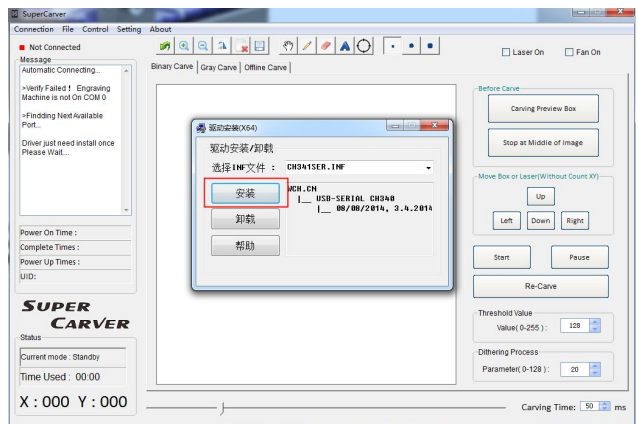 SuperCarver
Connection File Control Setting About
Not Connected
Message
Automatic Connecting...
>Verify Failed! Engraving
Machine is not On COM 0
>Findding Next Available
Port...
Driver just need install once
Please Wait...
Power On Time :
Complete Times :
Power Up Times :
UID:
SUPER
CARVER
Status
Current mode : Standby
Time Used : 00:00
X : 000 Y : 000
A
Binary Carve Gray Carve Offline Carve
驱动安装(X64)
驱动安装/卸载
选择INF文件 : CH341SER.INF
安装
卸载
帮助
WCH.CN
|__ USB-SERIAL CH340
|__ 08/08/2014, 3.4.2014
Laser On Fan On
Before Carve
Carving Preview Box
Stop at Middle of Image
Move Box or Laser(Without Count XY)
Up
Left Down Right
Start Pause
Re-Carve
Threshold Value
Value( 0-255 ) : 128
Dithering Process
Parameter( 0-128 ) : 20
Carving Time: 50 ms